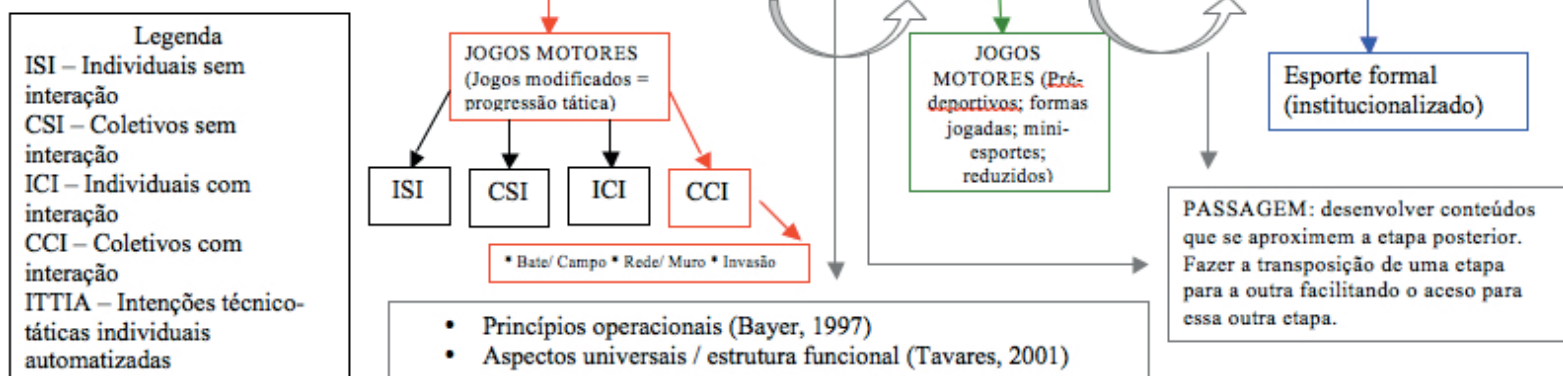 Legenda
ISI – Individuais sem
interação
CSI – Coletivos sem
interação
ICI – Individuais com
interação
CCI – Coletivos com
interação
ITTIA – Intenções técnico-
táticas individuais
automatizadas
JOGOS MOTORES
(Jogos modificados =
progressão tática)
ISI
CSI
ICI
CCI
* Bate/ Campo * Rede/ Muro * Invasão
JOGOS
MOTORES (Pré-
deportivos; formas
jogadas; mini-
esportes;
reduzidos)
Esporte formal
(institucionalizado)
PASSAGEM: desenvolver conteúdos
que se aproximem a etapa posterior.
Fazer a transposição de uma etapa
para a outra facilitando o aceso para
essa outra etapa.
• Princípios operacionais (Bayer, 1997)
• Aspectos universais / estrutura funcional (Tavares, 2001)